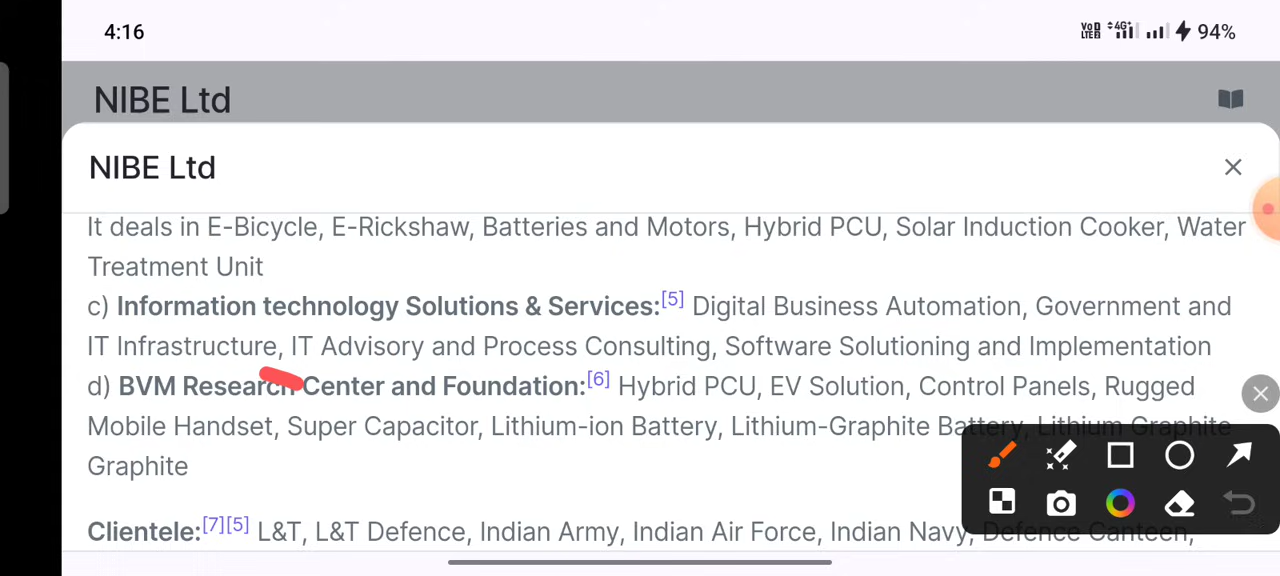 4:16
VoD LTE 4G+ 94%
NIBE Ltd
NIBE Ltd
It deals in E-Bicycle, E-Rickshaw, Batteries and Motors, Hybrid PCU, Solar Induction Cooker, Water
Treatment Unit
c) Information technology Solutions & Services:[5] Digital Business Automation, Government and
IT Infrastructure, IT Advisory and Process Consulting, Software Solutioning and Implementation
d) BVM Research Center and Foundation:[6] Hybrid PCU, EV Solution, Control Panels, Rugged
Mobile Handset, Super Capacitor, Lithium-ion Battery, Lithium-Graphite Battery, Lithium Graphite
Graphite
Clientele:[7][5] L&T, L&T Defence, Indian Army, Indian Air Force, Indian Navy, Defence Canteen,